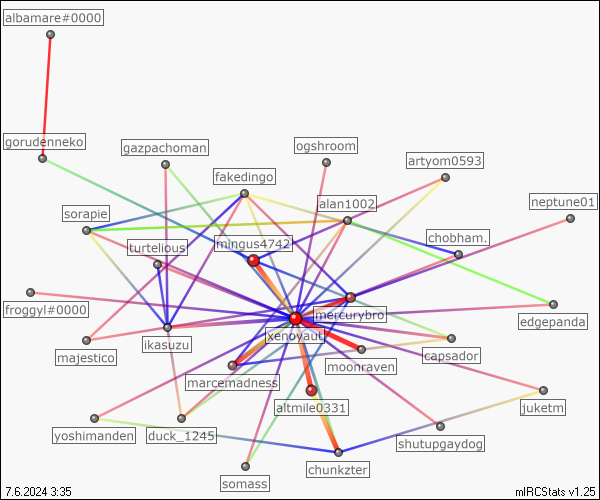 albamare#0000
gorudenneko
gazpachoman
ogshroom
artyom0593
fakedingo
alan1002
neptune01
sorapie
chobham.
turtelious
mingus4742
froggyl#0000
mercurybro
edgepanda
xenoyaut
ikasuzu
majestico
capsador
moonraven
marcemadness
altmile0331
juketm
yoshimanden
duck_1245
shutupgaydog
chunkzter
somass
7.6.2024 3:35
mIRCStats v1.25